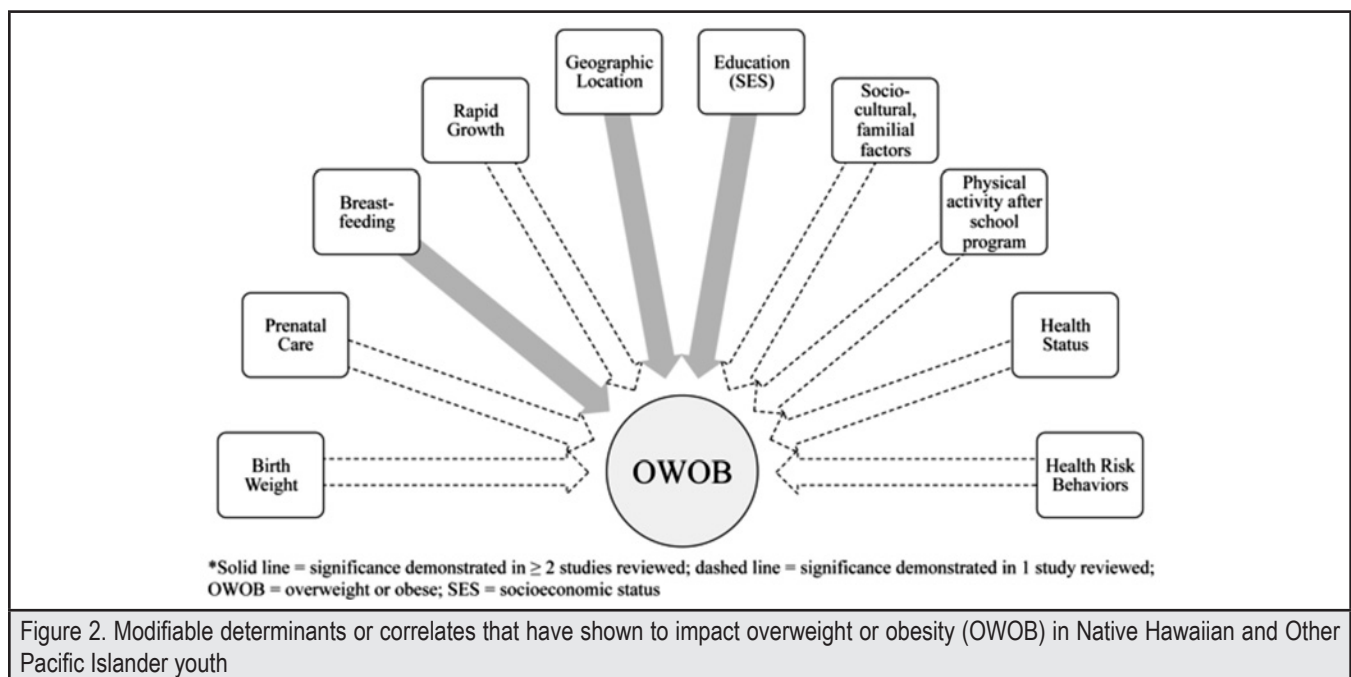 Geographic
Location
Education
(SES)
Rapid
Growth
Socio-
cultural,
familial
factors
Breast-
feeding
Physical
activity after
school
program
Prenatal
Care
Health
Status
Birth
Weight
OWOB
Health Risk
Behaviors
*Solid line = significance demonstrated in ≥ 2 studies reviewed; dashed line = significance demonstrated in 1 study reviewed;
OWOB = overweight or obese; SES = socioeconomic status
Figure 2. Modifiable determinants or correlates that have shown to impact overweight or obesity (OWOB) in Native Hawaiian and Other
Pacific Islander youth